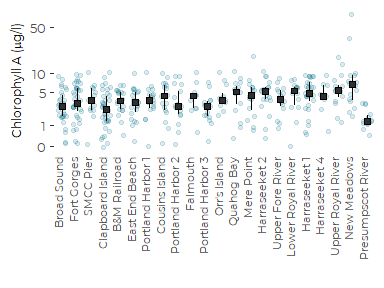 Chlorophyll A (μg/l)
50
10
5
1
0
Broad Sound
Fort Gorges
SMCC Pier
Clapboard Island
B&M Railroad
East End Beach
Portland Harbor 1
Cousins Island
Portland Harbor 2
Falmouth
Portland Harbor 3
Orrs Island
Quahog Bay
Mere Point
Harraseeket 2
Upper Fore River
Lower Royal River
Harraseeket 1
Harraseeket 4
Upper Royal River
New Meadows
Presumpscot River